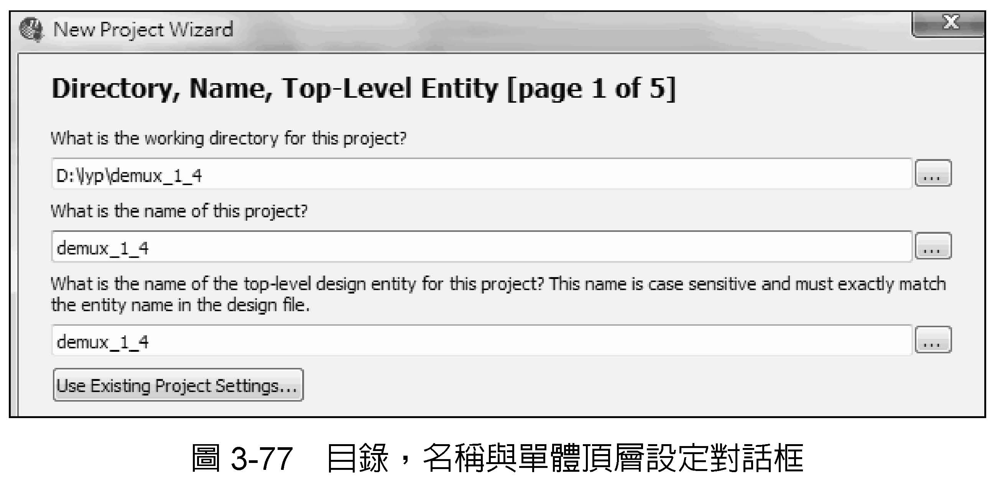 New Project Wizard
X
Directory, Name, Top-Level Entity [page 1 of 5]
What is the working directory for this project?
D:\lyp\demux_1_4
...
What is the name of this project?
demux_1_4
...
What is the name of the top-level design entity for this project? This name is case sensitive and must exactly match
the entity name in the design file.
demux_1_4
...
Use Existing Project Settings...
圖 3-77 目錄，名稱與單體頂層設定對話框